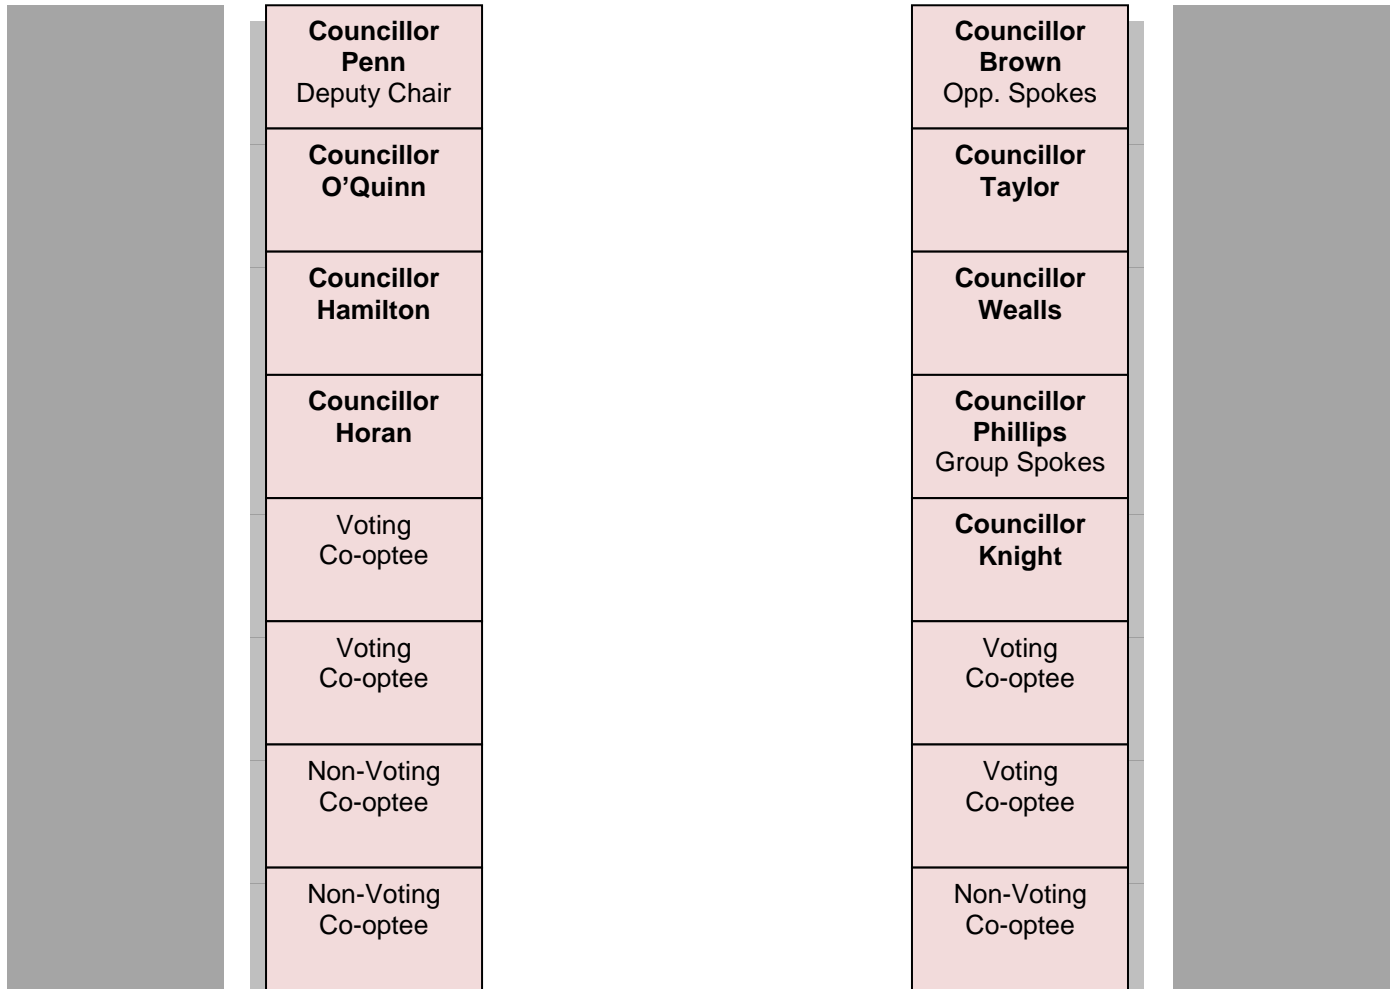 Councillor
Penn
Deputy Chair
Councillor
O’Quinn
Councillor
Hamilton
Councillor
Horan
Voting
Co-optee
Voting
Co-optee
Non-Voting
Co-optee
Non-Voting
Co-optee
Councillor
Brown
Opp. Spokes
Councillor
Taylor
Councillor
Wealls
Councillor
Phillips
Group Spokes
Councillor
Knight
Voting
Co-optee
Voting
Co-optee
Non-Voting
Co-optee